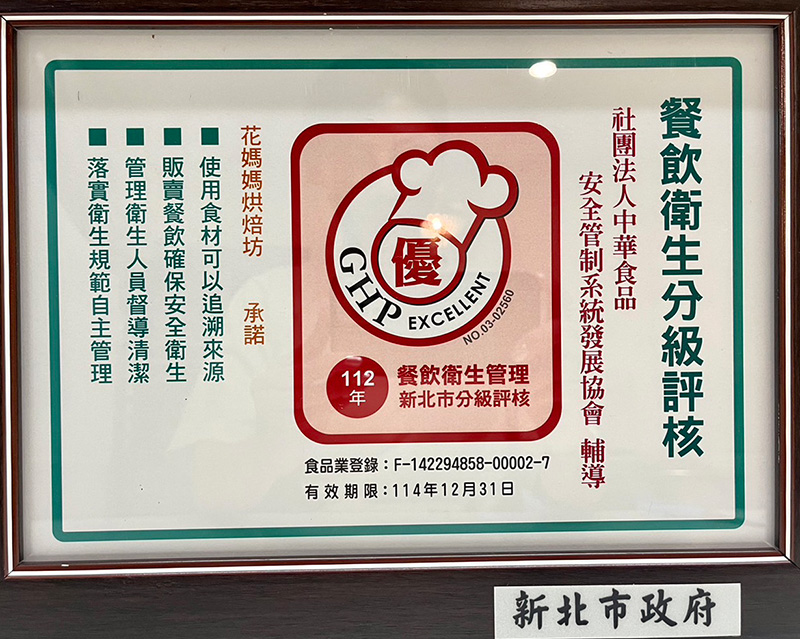 餐飲衛生分級評核
社團法人中華食品
安全管制系統發展協會 輔導
優
GHP EXCELLENT
NO.03-02560
112年
餐飲衛生管理
新北市分級評核
食品業登錄：F-142294858-00002-7
有效期限：114年12月31日
花媽媽烘焙坊 承諾
■ 使用食材可以追溯來源
■ 販賣餐飲確保安全衛生
■ 管理衛生人員督導清潔
■ 落實衛生規範自主管理
新北市政府